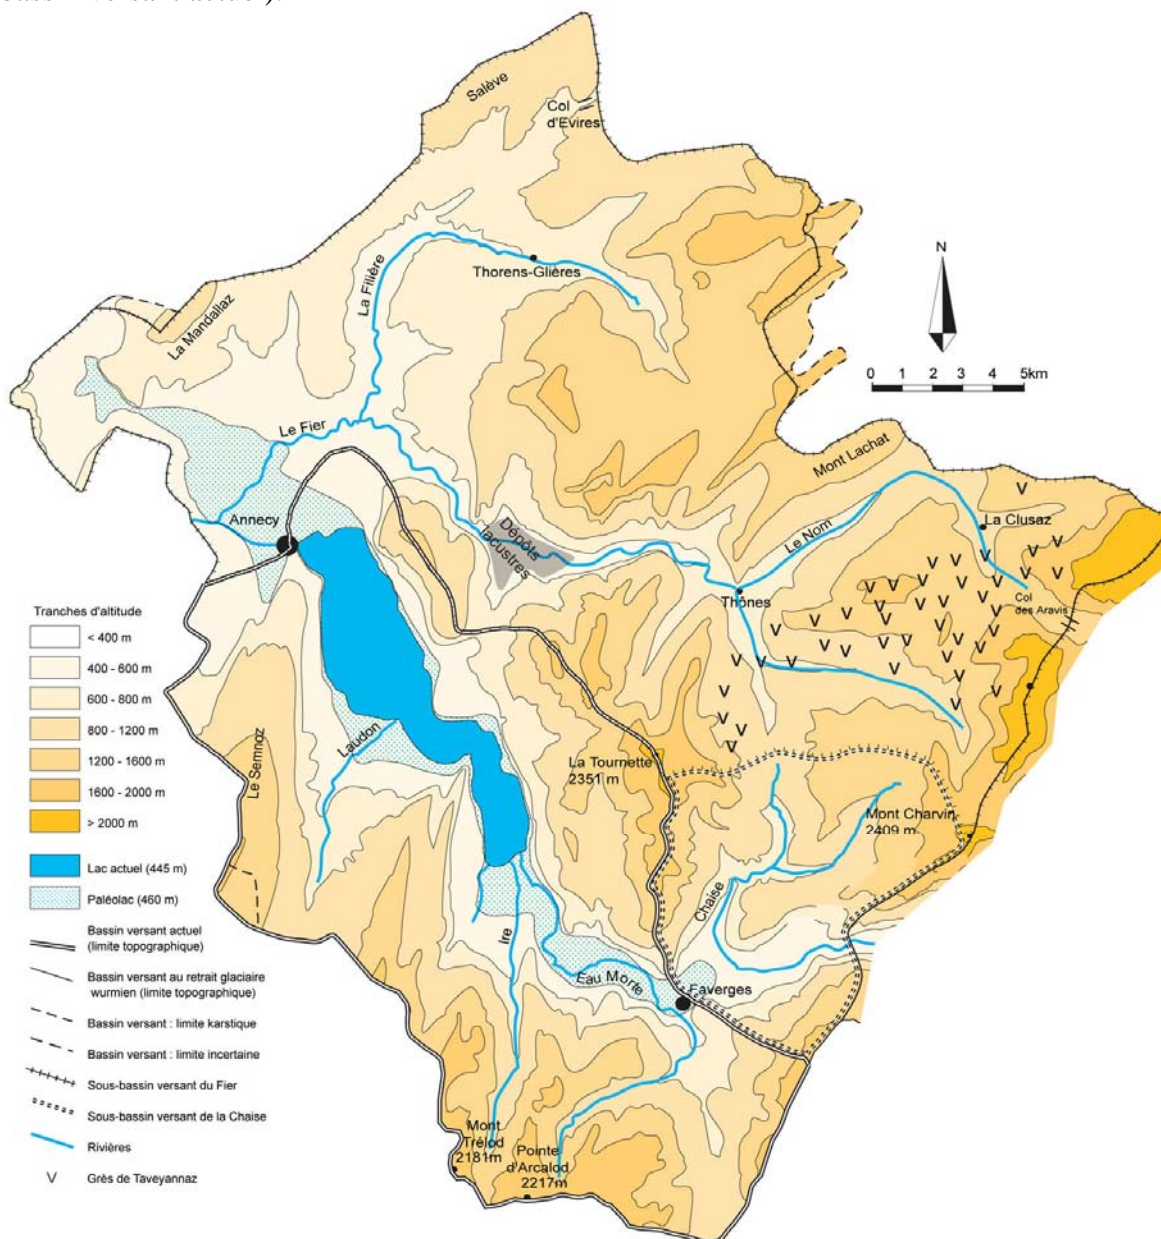 Salève
Col
d'Evires
La Filière
Thorens-Glières
La Mandallaz
N
0 1 2 3 4 5km
Le Fier
Mont Lachat
Annecy
Dépôts
lacustres
Le Nom
La Clusaz
Thônes
Col
des Aravis
Tranches d'altitude
< 400 m
400 - 600 m
600 - 800 m
800 - 1200 m
1200 - 1600 m
1600 - 2000 m
> 2000 m
Le Semnoz
Laudon
La Tournette
2351 m
Mont Charvin
2409 m
Chaise
Ire
Eau Morte
Faverges
Lac actuel (445 m)
Paléolac (460 m)
Bassin versant actuel
(limite topographique)
Bassin versant au retrait glaciaire
wurmien (limite topographique)
Bassin versant : limite karstique
Bassin versant : limite incertaine
Sous-bassin versant du Fier
Sous-bassin versant de la Chaise
Rivières
V Grès de Taveyannaz
Mont
Trélod
2181m
Pointe
d'Arcalod
2217m